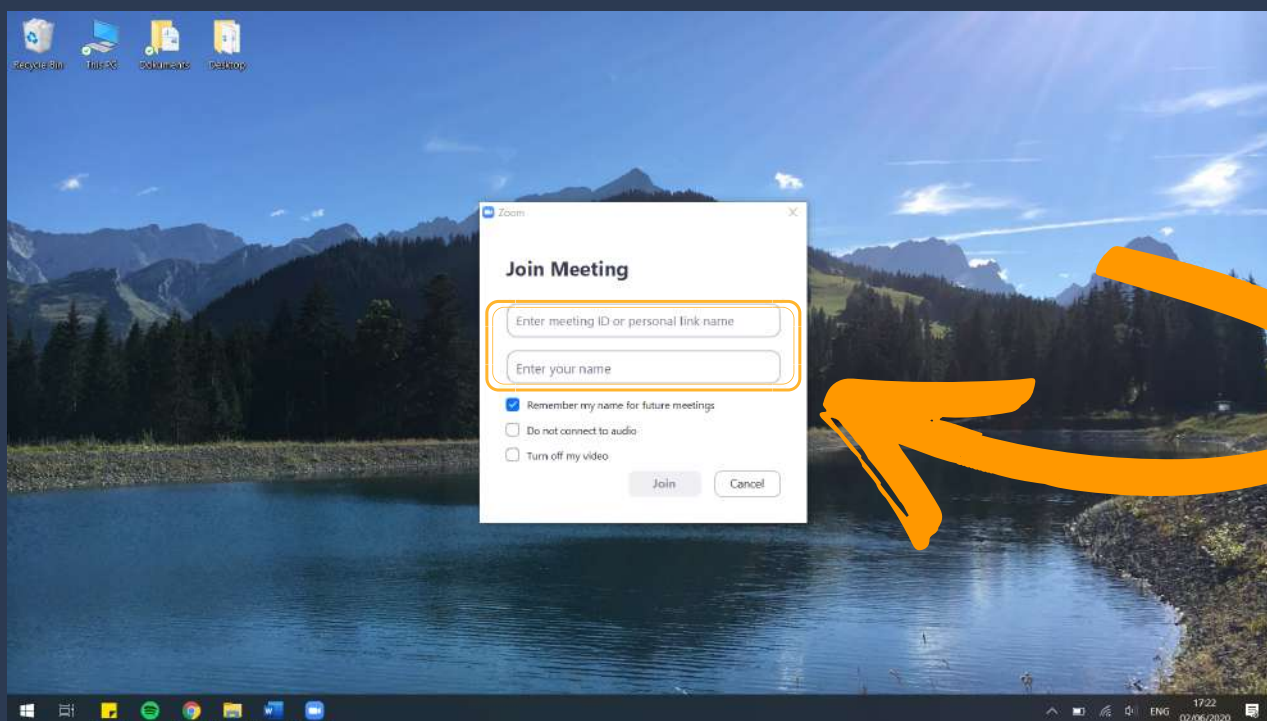 Recycle Bin
This PC
Dokumenty
Desktop
Zoom
Join Meeting
Enter meeting ID or personal link name
Enter your name
Remember my name for future meetings
Do not connect to audio
Turn off my video
Join
Cancel
ENG
17:22
02/06/2020